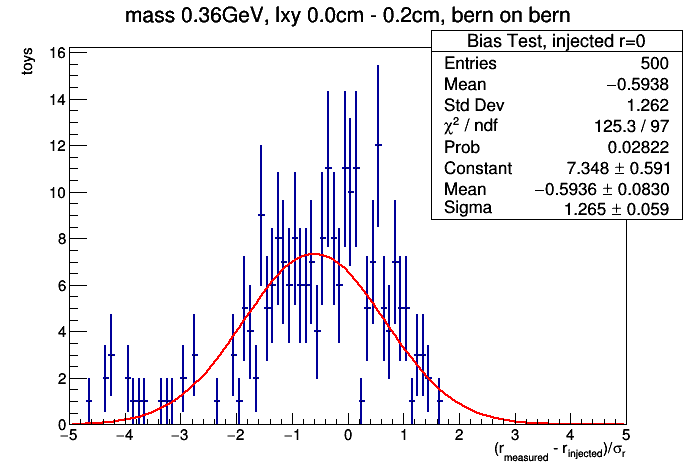 mass 0.36GeV, lxy 0.0cm - 0.2cm, bern on bern
Bias Test, injected r=0
Entries 500
Mean −0.5938
Std Dev 1.262
χ² / ndf 125.3 / 97
Prob 0.02822
Constant 7.348 ± 0.591
Mean −0.5936 ± 0.0830
Sigma 1.265 ± 0.059
toys
16
14
12
10
8
6
4
2
0
−5 −4 −3 −2 −1 0 1 2 3 4 5
(r_measured - r_injected)/σ_r